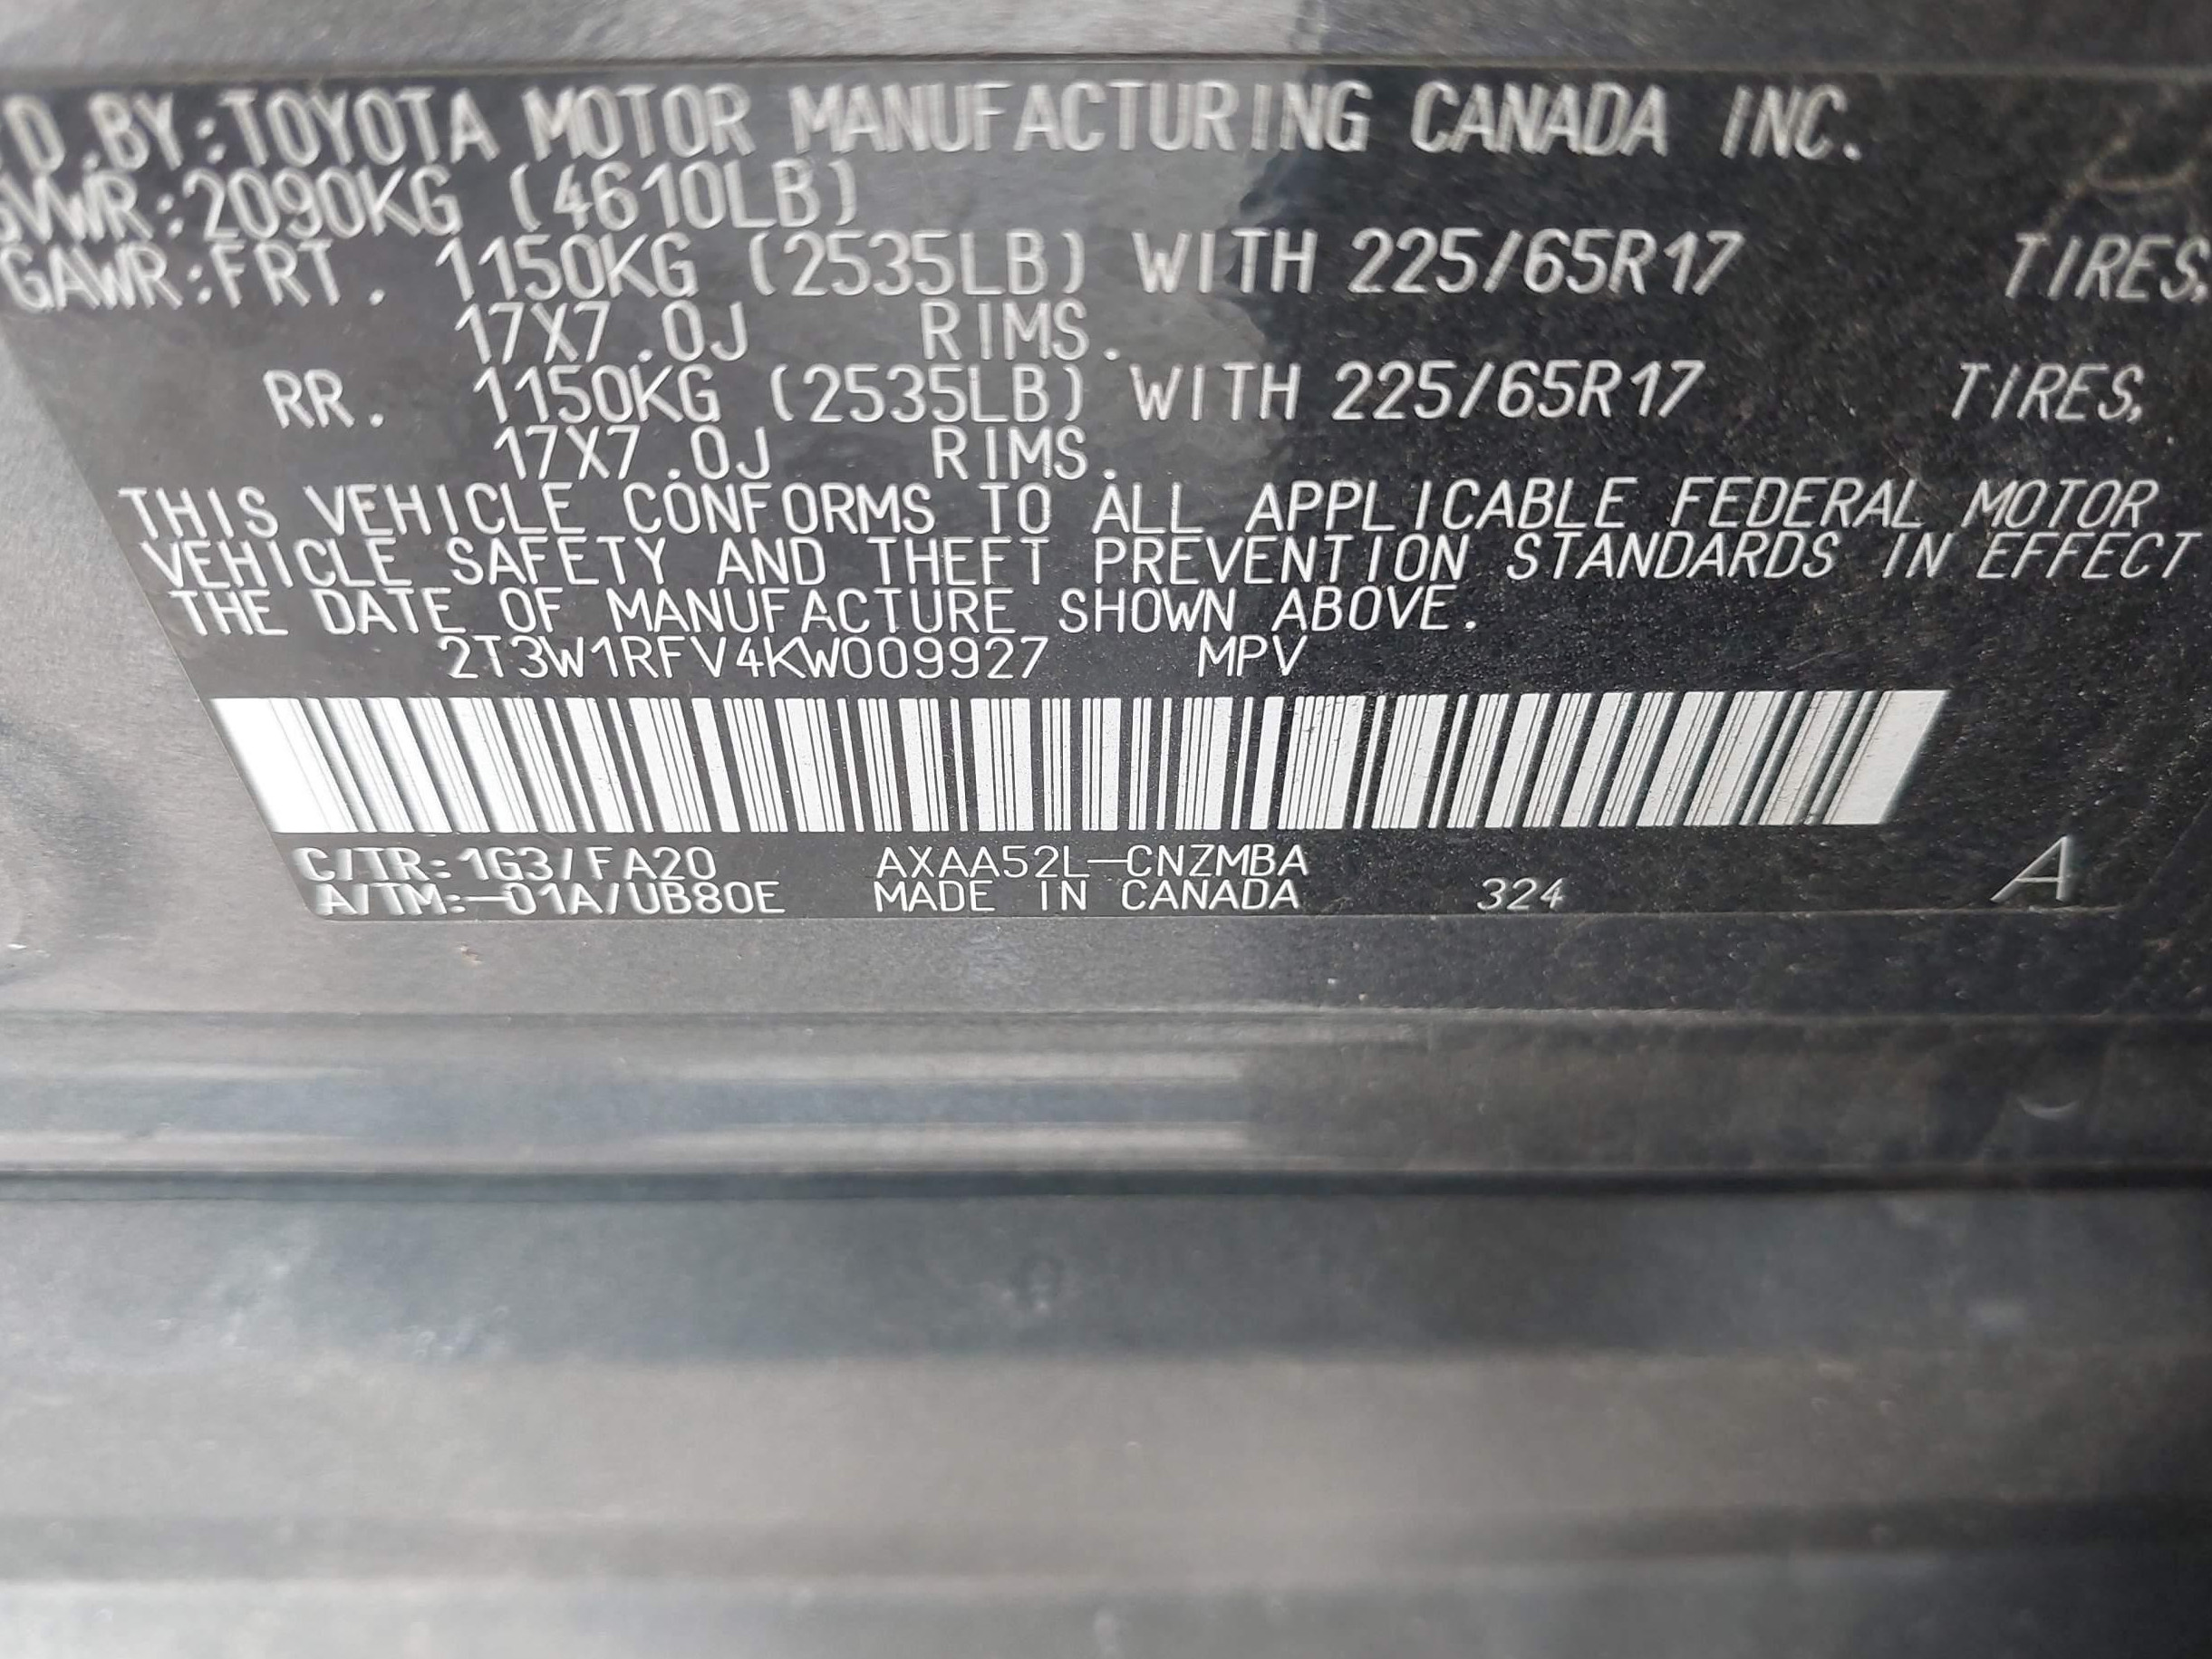 D.BY:TOYOTA MOTOR MANUFACTURING CANADA INC.
GVWR:2090KG (4610LB)
GAWR:FRT. 1150KG (2535LB) WITH 225/65R17 TIRES,
17X7.0J RIMS.
RR. 1150KG (2535LB) WITH 225/65R17 TIRES,
17X7.0J RIMS.
THIS VEHICLE CONFORMS TO ALL APPLICABLE FEDERAL MOTOR
VEHICLE SAFETY AND THEFT PREVENTION STANDARDS IN EFFECT
THE DATE OF MANUFACTURE SHOWN ABOVE.
2T3W1RFV4KW009927 MPV
C/TR:1G3/FA20 AXAA52L-CNZMBA
A/TM:-01A/UB80E MADE IN CANADA 324 A